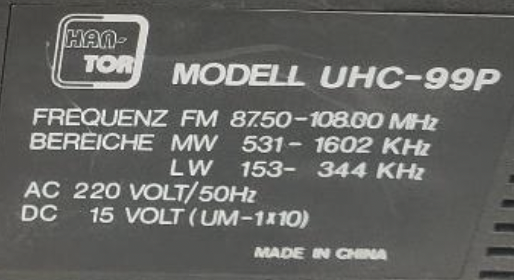 HAN-
TOR
MODELL UHC-99P
FREQUENZ FM 87.50-108.00 MHz
BEREICHE MW 531- 1602 KHz
LW 153- 344 KHz
AC 220 VOLT/50Hz
DC 15 VOLT (UM-1x10)
MADE IN CHINA